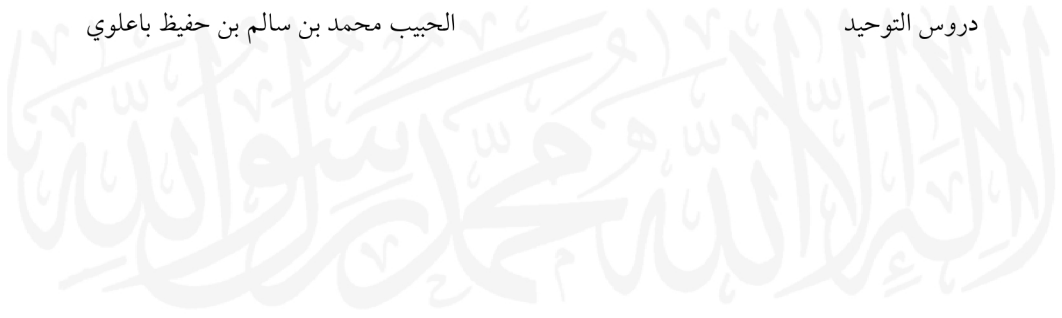 دروس التوحيد الحبيب محمد بن سالم بن حفيظ باعلوي
لا إله إلا الله محمد رسول الله